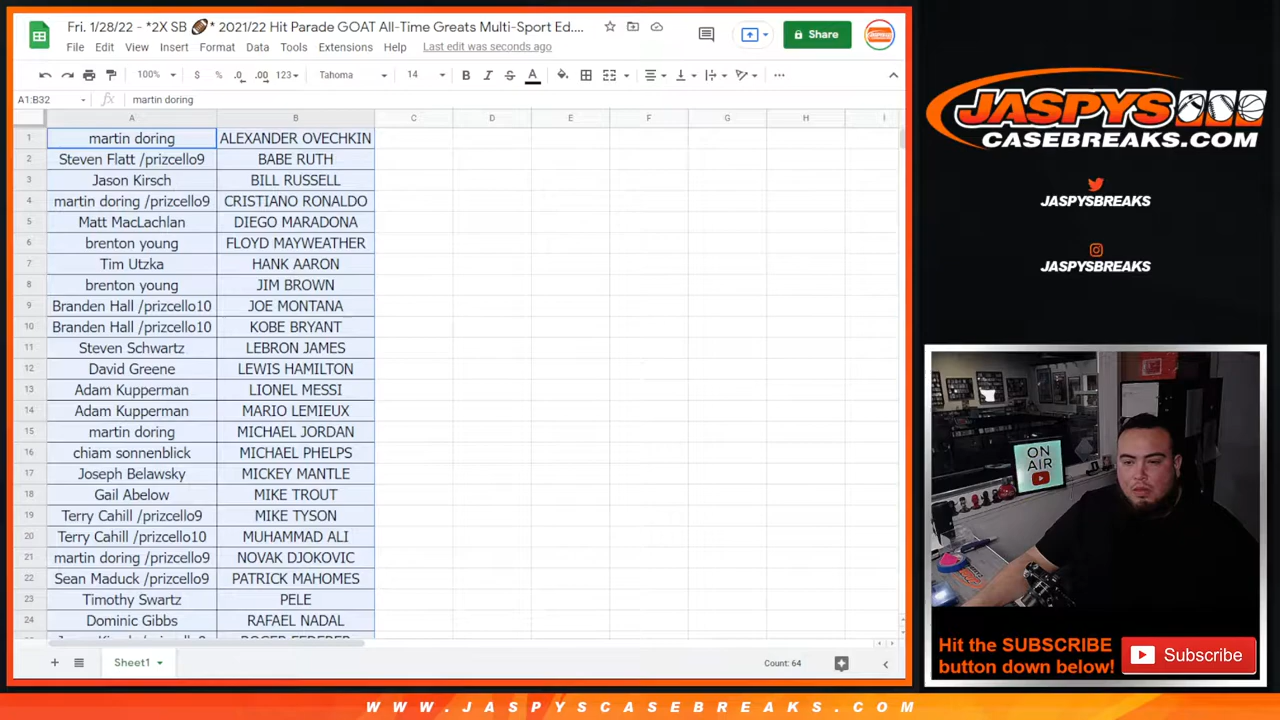 Fri. 1/28/22 - *2X SB 🏈* 2021/22 Hit Parade GOAT All-Time Greats Multi-Sport Ed....
File Edit View Insert Format Data Tools Extensions Help Last edit was seconds ago
Share
100% $ % .0 .00 123 Tahoma 14 B I S A
A1:B32 fx martin doring
A B C D E F G H I
1 martin doring ALEXANDER OVECHKIN
2 Steven Flatt /prizcello9 BABE RUTH
3 Jason Kirsch BILL RUSSELL
4 martin doring /prizcello9 CRISTIANO RONALDO
5 Matt MacLachlan DIEGO MARADONA
6 brenton young FLOYD MAYWEATHER
7 Tim Utzka HANK AARON
8 brenton young JIM BROWN
9 Branden Hall /prizcello10 JOE MONTANA
10 Branden Hall /prizcello10 KOBE BRYANT
11 Steven Schwartz LEBRON JAMES
12 David Greene LEWIS HAMILTON
13 Adam Kupperman LIONEL MESSI
14 Adam Kupperman MARIO LEMIEUX
15 martin doring MICHAEL JORDAN
16 chiam sonnenblick MICHAEL PHELPS
17 Joseph Belawsky MICKEY MANTLE
18 Gail Abelow MIKE TROUT
19 Terry Cahill /prizcello9 MIKE TYSON
20 Terry Cahill /prizcello10 MUHAMMAD ALI
21 martin doring /prizcello9 NOVAK DJOKOVIC
22 Sean Maduck /prizcello9 PATRICK MAHOMES
23 Timothy Swartz PELE
24 Dominic Gibbs RAFAEL NADAL
Sheet1
Count: 64
JASPYS
CASEBREAKS.COM
JASPYSBREAKS
JASPYSBREAKS
ON
AIR
Hit the SUBSCRIBE
button down below!
Subscribe
WWW.JASPYSCASEBREAKS.COM